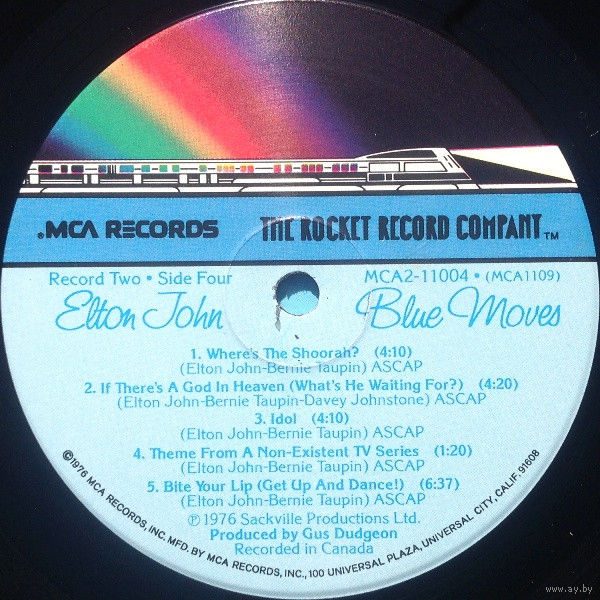 .MCA RECORDS THE ROCKET RECORD COMPANY TM
Record Two • Side Four MCA2-11004 • (MCA1109)
Elton John Blue Moves
1. Where's The Shoorah? (4:10)
(Elton John-Bernie Taupin) ASCAP
2. If There's A God In Heaven (What's He Waiting For?) (4:20)
(Elton John-Bernie Taupin-Davey Johnstone) ASCAP
3. Idol (4:10)
(Elton John-Bernie Taupin) ASCAP
4. Theme From A Non-Existent TV Series (1:20)
(Elton John-Bernie Taupin) ASCAP
5. Bite Your Lip (Get Up And Dance!) (6:37)
(Elton John-Bernie Taupin) ASCAP
℗ 1976 Sackville Productions Ltd.
Produced by Gus Dudgeon
Recorded in Canada
©1976 MCA RECORDS, INC. MFD. BY MCA RECORDS, INC., 100 UNIVERSAL PLAZA, UNIVERSAL CITY, CALIF. 91608
www.ay.by